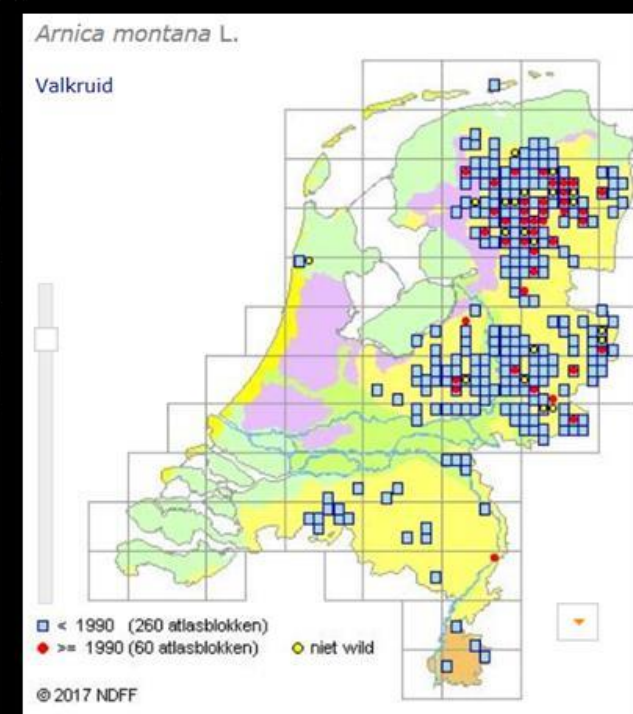 Arnica montana L.
Valkruid
< 1990 (260 atlasblokken)
>= 1990 (60 atlasblokken) niet wild
© 2017 NDFF